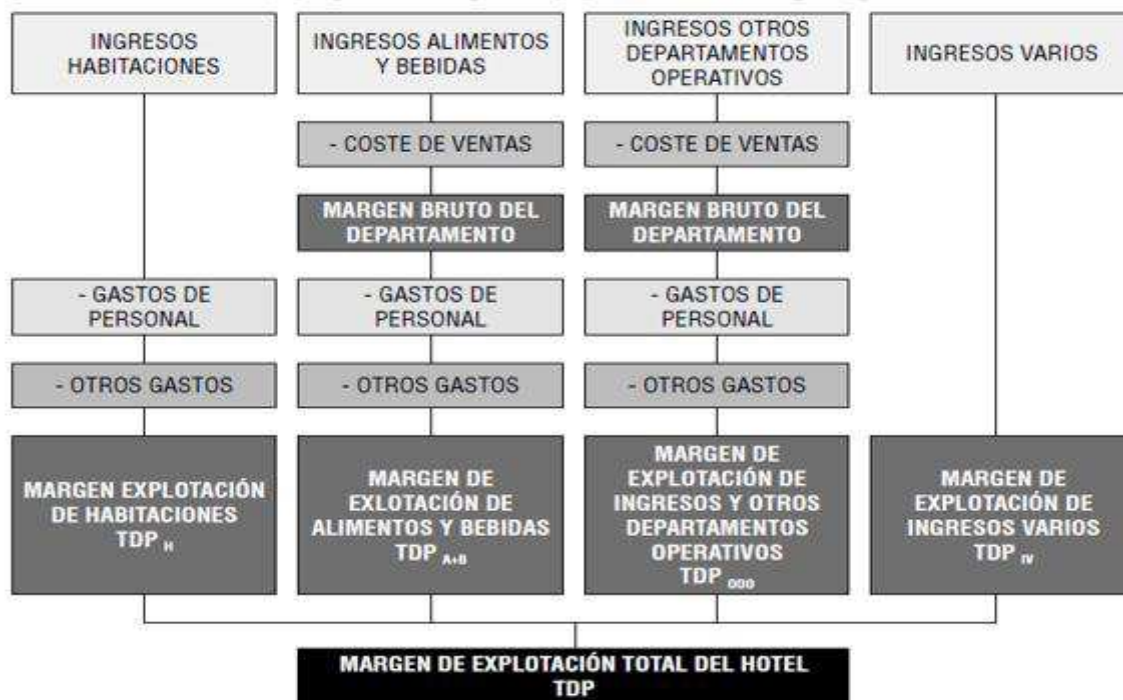 INGRESOS
HABITACIONES
INGRESOS ALIMENTOS
Y BEBIDAS
INGRESOS OTROS
DEPARTAMENTOS
OPERATIVOS
INGRESOS VARIOS
- COSTE DE VENTAS
- COSTE DE VENTAS
MARGEN BRUTO DEL
DEPARTAMENTO
MARGEN BRUTO DEL
DEPARTAMENTO
- GASTOS DE
PERSONAL
- GASTOS DE
PERSONAL
- GASTOS DE
PERSONAL
- OTROS GASTOS
- OTROS GASTOS
- OTROS GASTOS
MARGEN EXPLOTACIÓN
DE HABITACIONES
TDP H
MARGEN DE
EXLOTACIÓN DE
ALIMENTOS Y BEBIDAS
TDP A+B
MARGEN DE
EXPLOTACIÓN DE
INGRESOS Y OTROS
DEPARTAMENTOS
OPERATIVOS
TDP OOO
MARGEN DE
EXPLOTACIÓN DE
INGRESOS VARIOS
TDP IV
MARGEN DE EXPLOTACIÓN TOTAL DEL HOTEL
TDP